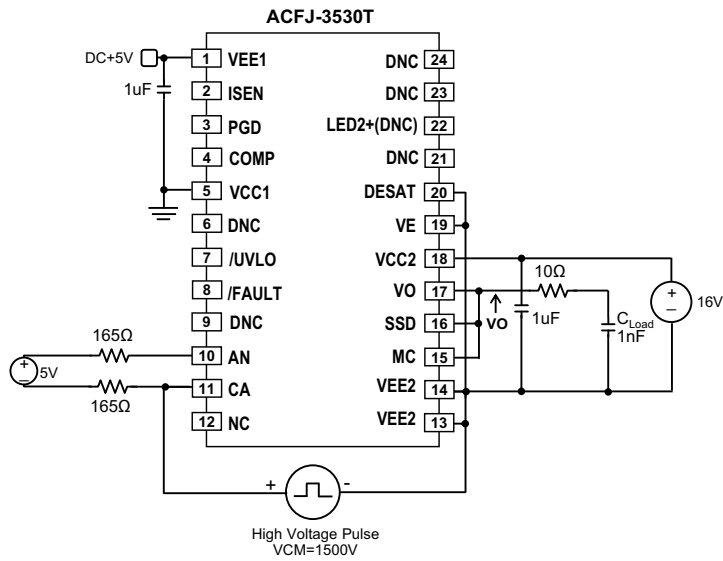 ACFJ-3530T
DC+5V
1uF
1 VEE1
2 ISEN
3 PGD
4 COMP
5 VCC1
6 DNC
7 /UVLO
8 /FAULT
9 DNC
10 AN
11 CA
12 NC
DNC 24
DNC 23
LED2+(DNC) 22
DNC 21
DESAT 20
VE 19
VCC2 18
VO 17
SSD 16
MC 15
VEE2 14
VEE2 13
165Ω
+
–
5V
165Ω
10Ω
VO
1uF
CLoad
1nF
+
–
16V
+
-
High Voltage Pulse
VCM=1500V